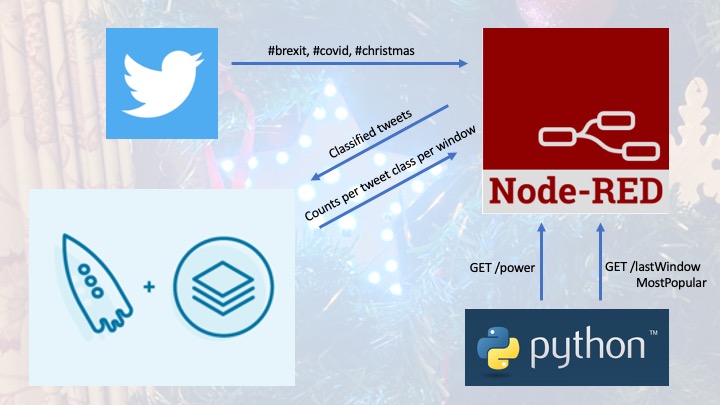 #brexit, #covid, #christmas
Classified tweets
Counts per tweet class per window
Node-RED
+
GET /power
GET /lastWindow
MostPopular
python™